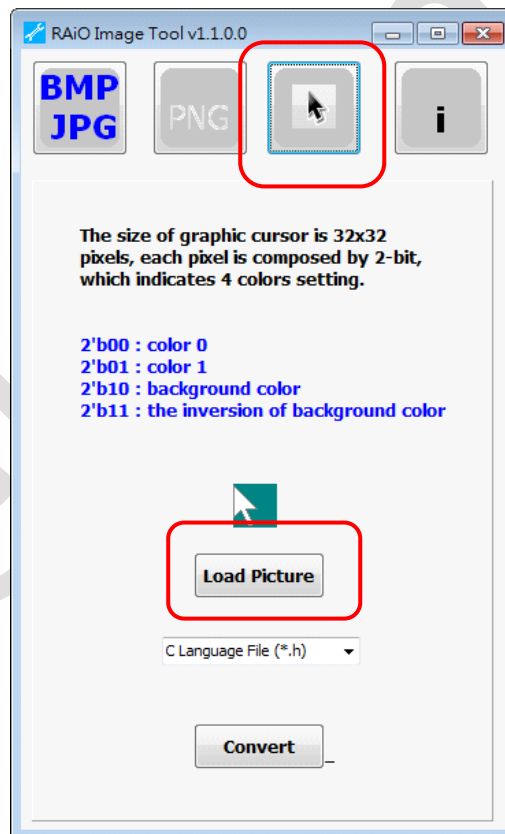 RAiO Image Tool v1.1.0.0
BMP
JPG
PNG
i
The size of graphic cursor is 32x32
pixels, each pixel is composed by 2-bit,
which indicates 4 colors setting.
2'b00 : color 0
2'b01 : color 1
2'b10 : background color
2'b11 : the inversion of background color
Load Picture
C Language File (*.h)
Convert
_